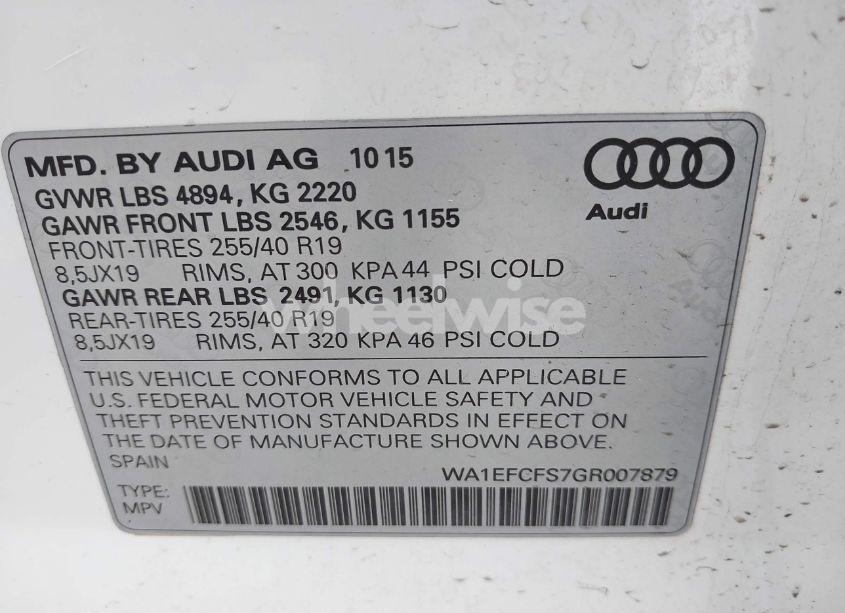 MFD. BY AUDI AG 10 15
GVWR LBS 4894, KG 2220
GAWR FRONT LBS 2546, KG 1155
FRONT-TIRES 255/40 R19
8,5JX19 RIMS, AT 300 KPA 44 PSI COLD
GAWR REAR LBS 2491, KG 1130
REAR-TIRES 255/40 R19
8,5JX19 RIMS, AT 320 KPA 46 PSI COLD
Audi
wheelwise
THIS VEHICLE CONFORMS TO ALL APPLICABLE
U.S. FEDERAL MOTOR VEHICLE SAFETY AND
THEFT PREVENTION STANDARDS IN EFFECT ON
THE DATE OF MANUFACTURE SHOWN ABOVE.
SPAIN
WA1EFCFS7GR007879
TYPE:
MPV